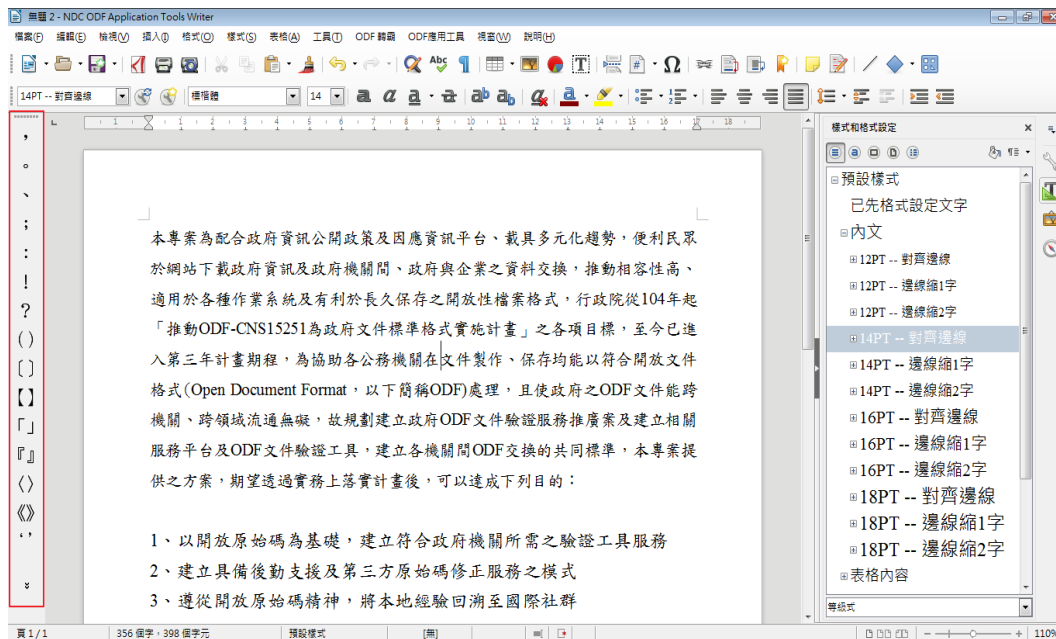 無題 2 - NDC ODF Application Tools Writer
檔案(F) 編輯(E) 檢視(V) 插入(I) 格式(O) 樣式(S) 表格(A) 工具(T) ODF 轉霸 ODF應用工具 視窗(W) 說明(H)
14PT -- 對齊邊線 標楷體 14
，
。
、
；
：
！
？
（）
〔〕
【】
「」
『』
〈〉
《》
‘’
1 1 2 3 4 5 6 7 8 9 10 11 12 13 14 15 16 17 18
本專案為配合政府資訊公開政策及因應資訊平台、載具多元化趨勢，便利民眾
於網站下載政府資訊及政府機關間、政府與企業之資料交換，推動相容性高、
適用於各種作業系統及有利於長久保存之開放性檔案格式，行政院從104年起
「推動ODF-CNS15251為政府文件標準格式實施計畫」之各項目標，至今已進
入第三年計畫期程，為協助各公務機關在文件製作、保存均能以符合開放文件
格式(Open Document Format，以下簡稱ODF)處理，且使政府之ODF文件能跨
機關、跨領域流通無礙，故規劃建立政府ODF文件驗證服務推廣案及建立相關
服務平台及ODF文件驗證工具，建立各機關間ODF交換的共同標準，本專案提
供之方案，期望透過實務上落實計畫後，可以達成下列目的：
1、以開放原始碼為基礎，建立符合政府機關所需之驗證工具服務
2、建立具備後勤支援及第三方原始碼修正服務之模式
3、遵從開放原始碼精神，將本地經驗回溯至國際社群
樣式和格式設定
預設樣式
已先格式設定文字
內文
12PT -- 對齊邊線
12PT -- 邊線縮1字
12PT -- 邊線縮2字
14PT -- 對齊邊線
14PT -- 邊線縮1字
14PT -- 邊線縮2字
16PT -- 對齊邊線
16PT -- 邊線縮1字
16PT -- 邊線縮2字
18PT -- 對齊邊線
18PT -- 邊線縮1字
18PT -- 邊線縮2字
表格內容
等級式
頁 1 / 1 356 個字，398 個字元 預設樣式 [無] 110%